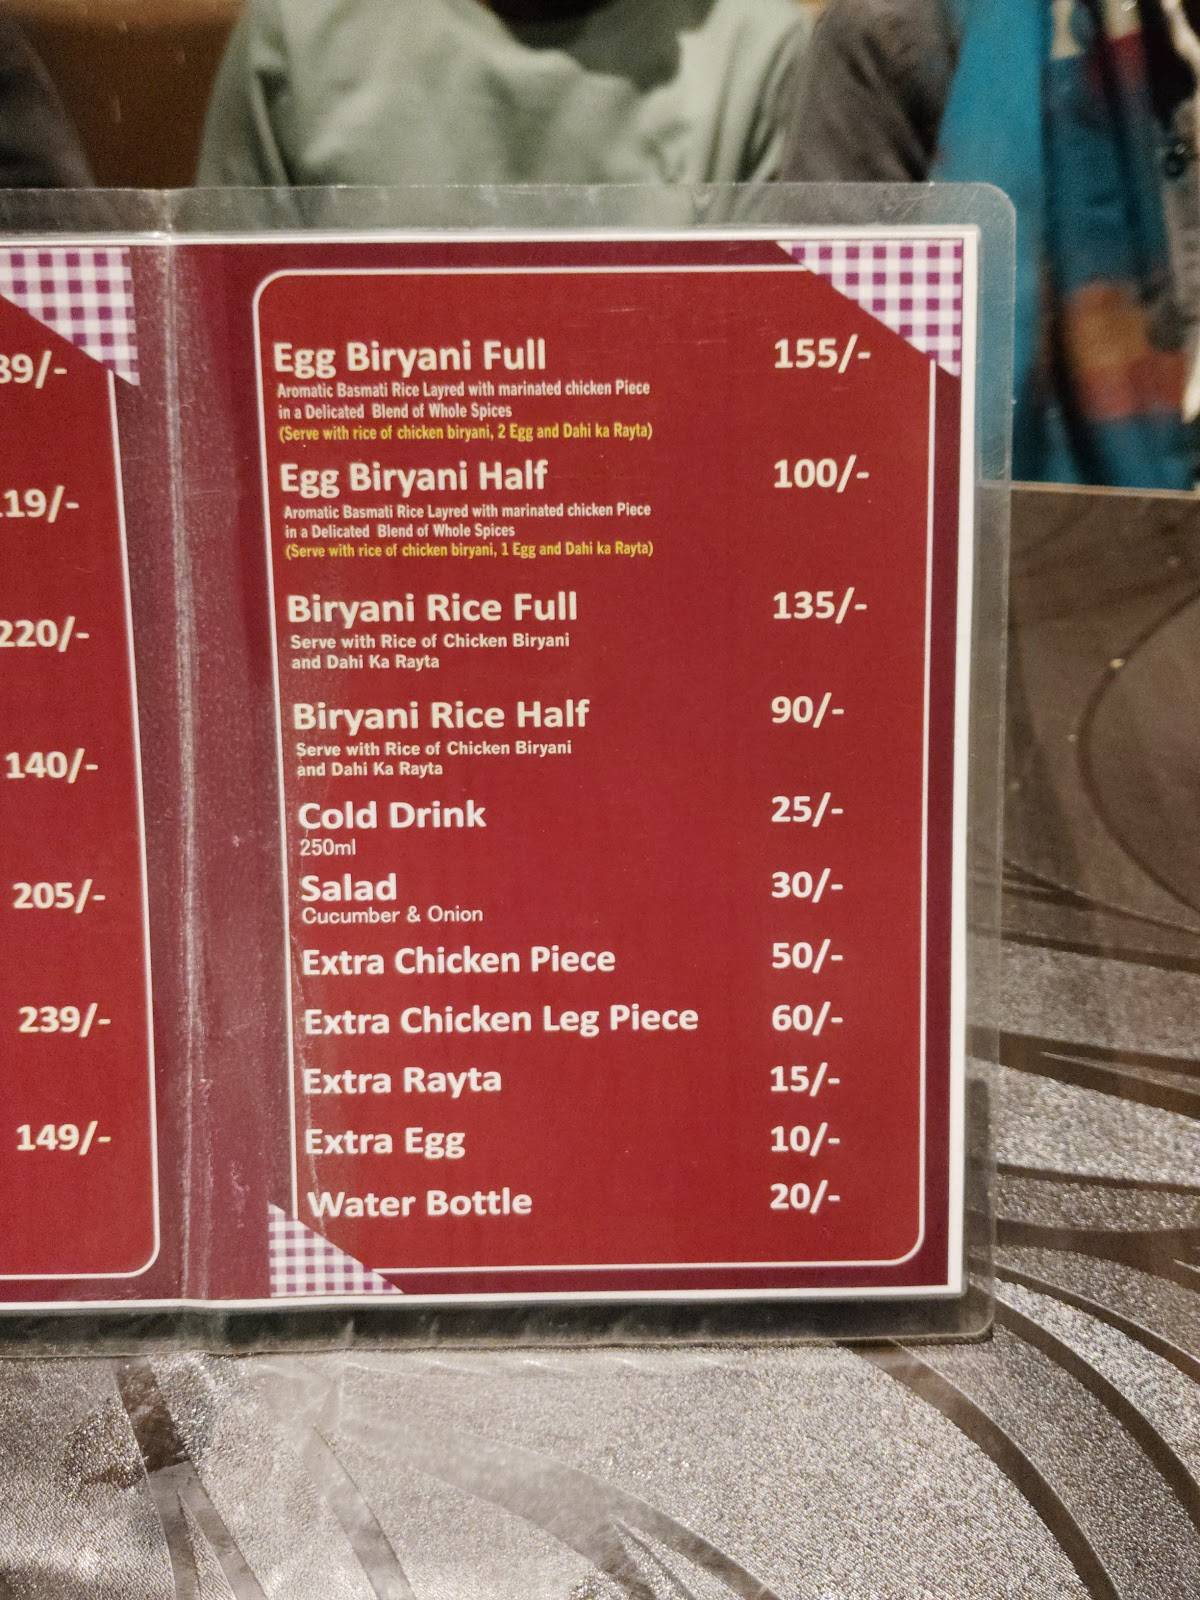 220/-
140/-
205/-
239/-
149/-
Egg Biryani Full 155/-
Aromatic Basmati Rice Layred with marinated chicken Piece
in a Delicated Blend of Whole Spices
(Serve with rice of chicken biryani, 2 Egg and Dahi ka Rayta)
Egg Biryani Half 100/-
Aromatic Basmati Rice Layred with marinated chicken Piece
in a Delicated Blend of Whole Spices
(Serve with rice of chicken biryani, 1 Egg and Dahi ka Rayta)
Biryani Rice Full 135/-
Serve with Rice of Chicken Biryani
and Dahi Ka Rayta
Biryani Rice Half 90/-
Serve with Rice of Chicken Biryani
and Dahi Ka Rayta
Cold Drink 25/-
250ml
Salad 30/-
Cucumber & Onion
Extra Chicken Piece 50/-
Extra Chicken Leg Piece 60/-
Extra Rayta 15/-
Extra Egg 10/-
Water Bottle 20/-